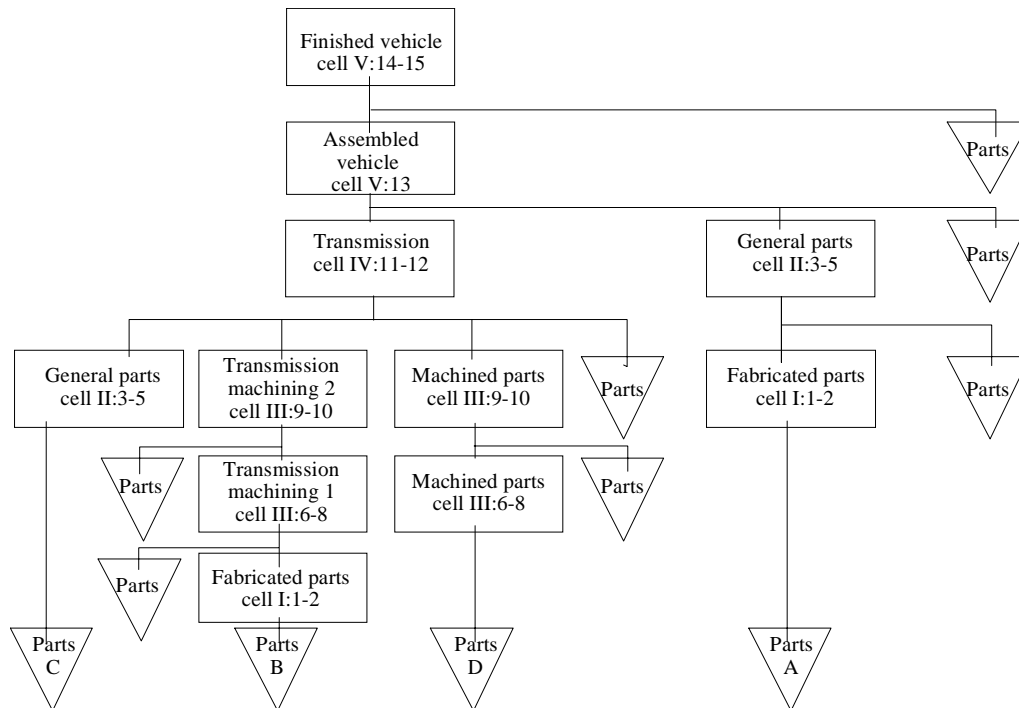 Finished vehicle
cell V:14-15
Assembled
vehicle
cell V:13
Parts
Transmission
cell IV:11-12
General parts
cell II:3-5
Parts
General parts
cell II:3-5
Transmission
machining 2
cell III:9-10
Machined parts
cell III:9-10
Parts
Fabricated parts
cell I:1-2
Parts
Parts
Transmission
machining 1
cell III:6-8
Machined parts
cell III:6-8
Parts
Parts
Fabricated parts
cell I:1-2
Parts
C
Parts
B
Parts
D
Parts
A